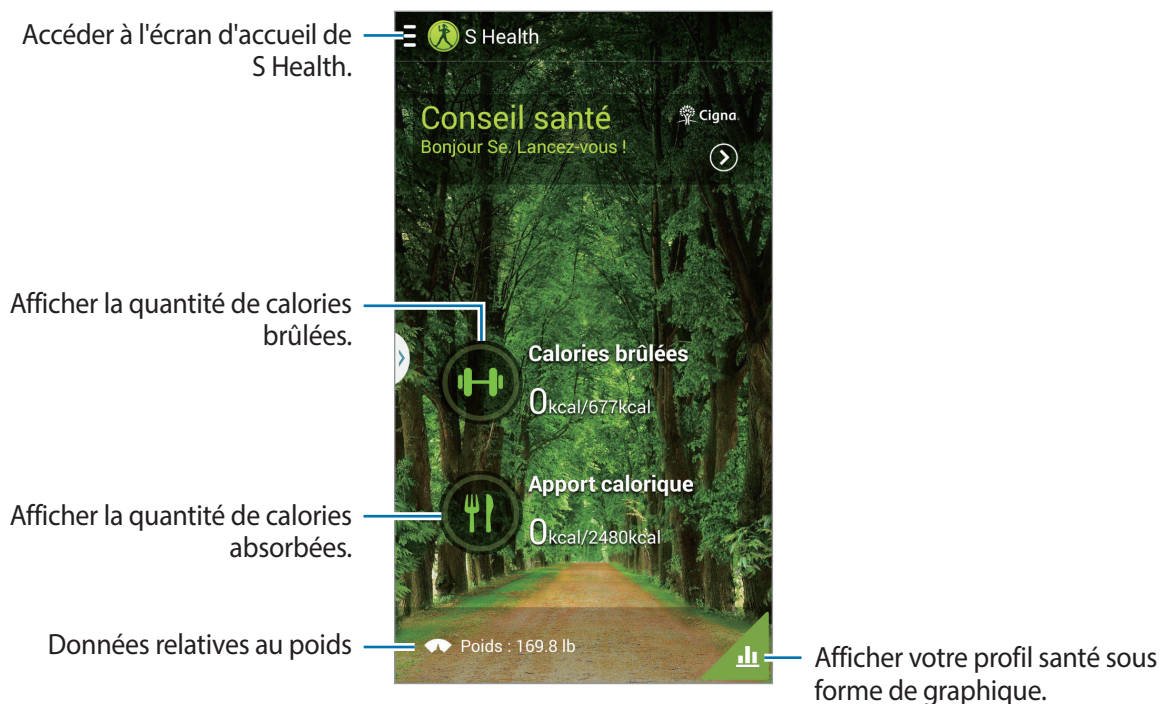 Accéder à l'écran d'accueil de
S Health.
S Health
Conseil santé
Cigna
Bonjour Se. Lancez-vous !
Afficher la quantité de calories
brûlées.
Calories brûlées
0kcal/677kcal
Afficher la quantité de calories
absorbées.
Apport calorique
0kcal/2480kcal
Données relatives au poids
Poids : 169.8 lb
Afficher votre profil santé sous
forme de graphique.